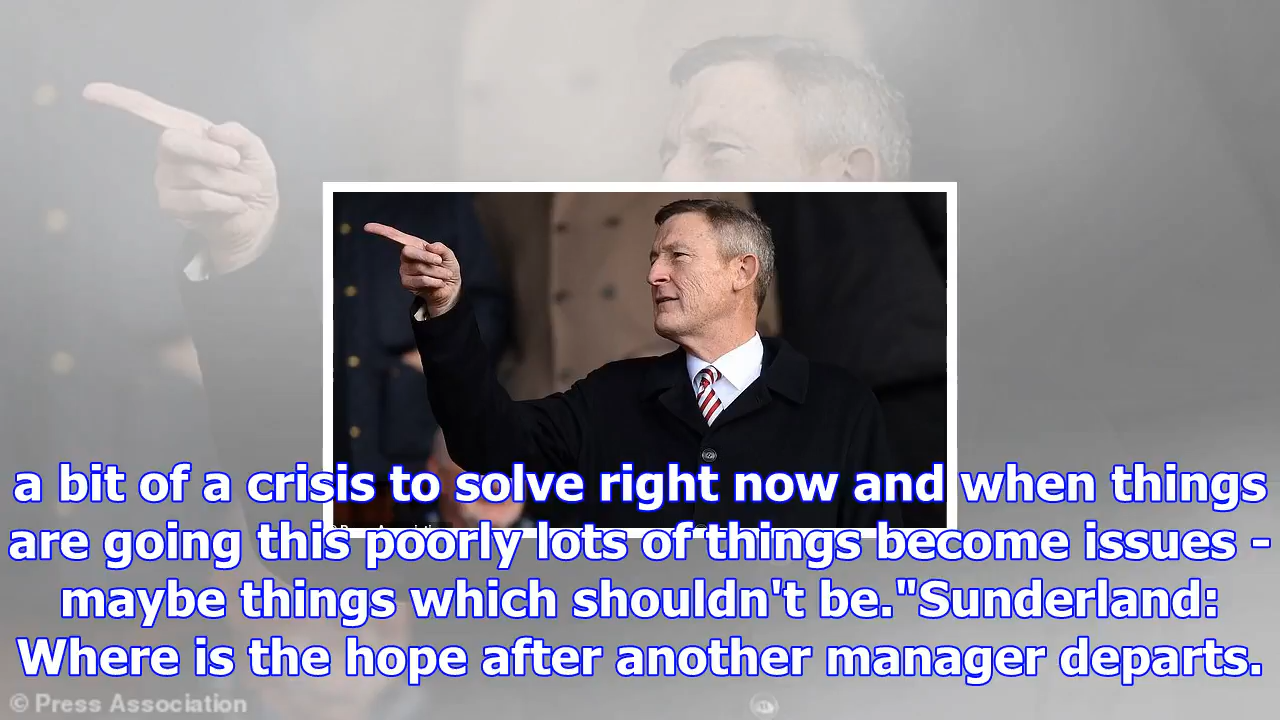 a bit of a crisis to solve right now and when things
are going this poorly lots of things become issues -
maybe things which shouldn't be."Sunderland:
Where is the hope after another manager departs.
© Press Association